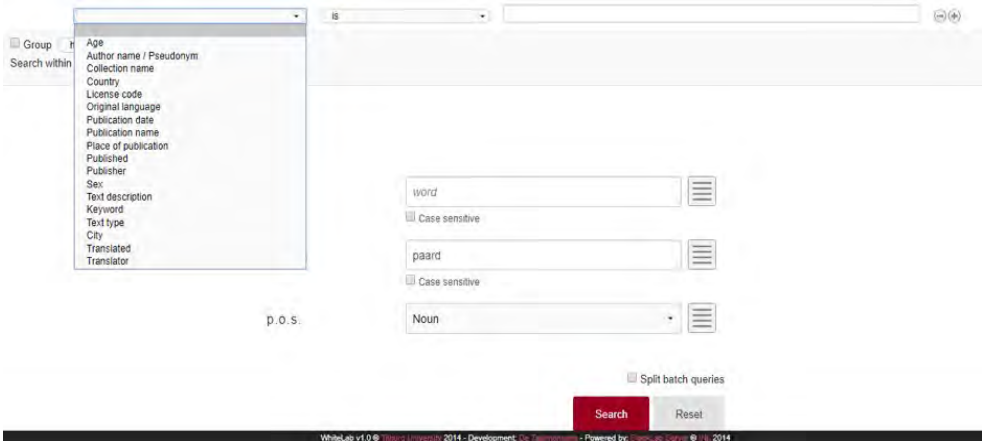 is
Group
Search within
Age
Author name / Pseudonym
Collection name
Country
License code
Original language
Publication date
Publication name
Place of publication
Published
Publisher
Sex
Text description
Keyword
Text type
City
Translated
Translator
word
Case sensitive
paard
Case sensitive
p.o.s. Noun
Split batch queries
Search Reset
WhiteLab v1.0 © Tilburg University 2014 - Development: De Taalmonsters - Powered by: BlackLab Server © INL 2014